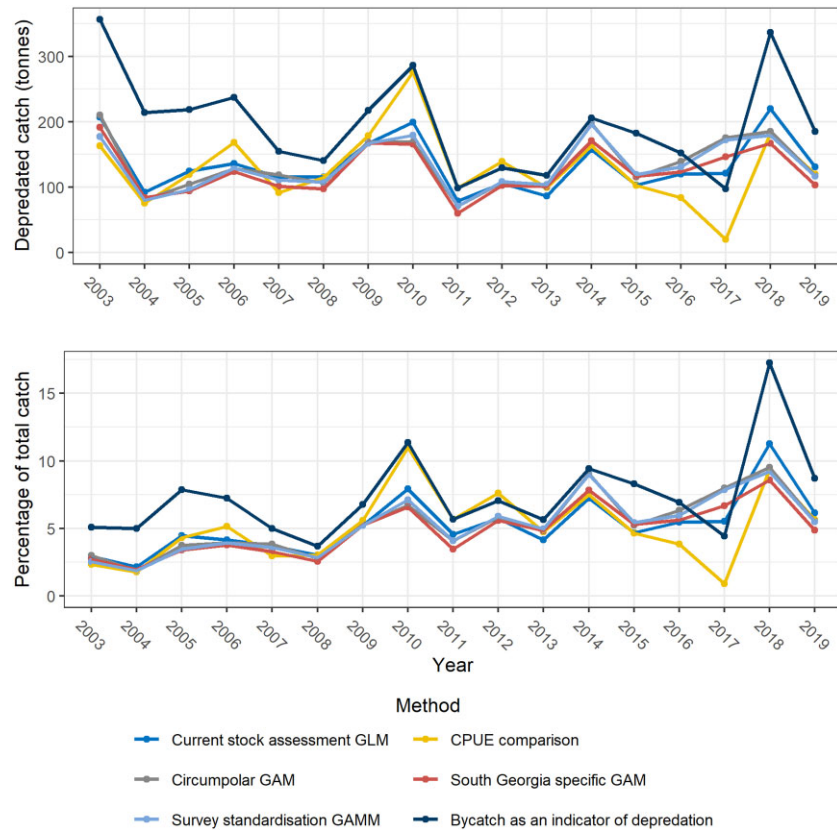 Depredated catch (tonnes)
300
200
100
0
2003 2004 2005 2006 2007 2008 2009 2010 2011 2012 2013 2014 2015 2016 2017 2018 2019
Percentage of total catch
15
10
5
0
2003 2004 2005 2006 2007 2008 2009 2010 2011 2012 2013 2014 2015 2016 2017 2018 2019
Year
Method
Current stock assessment GLM CPUE comparison
Circumpolar GAM South Georgia specific GAM
Survey standardisation GAMM Bycatch as an indicator of depredation